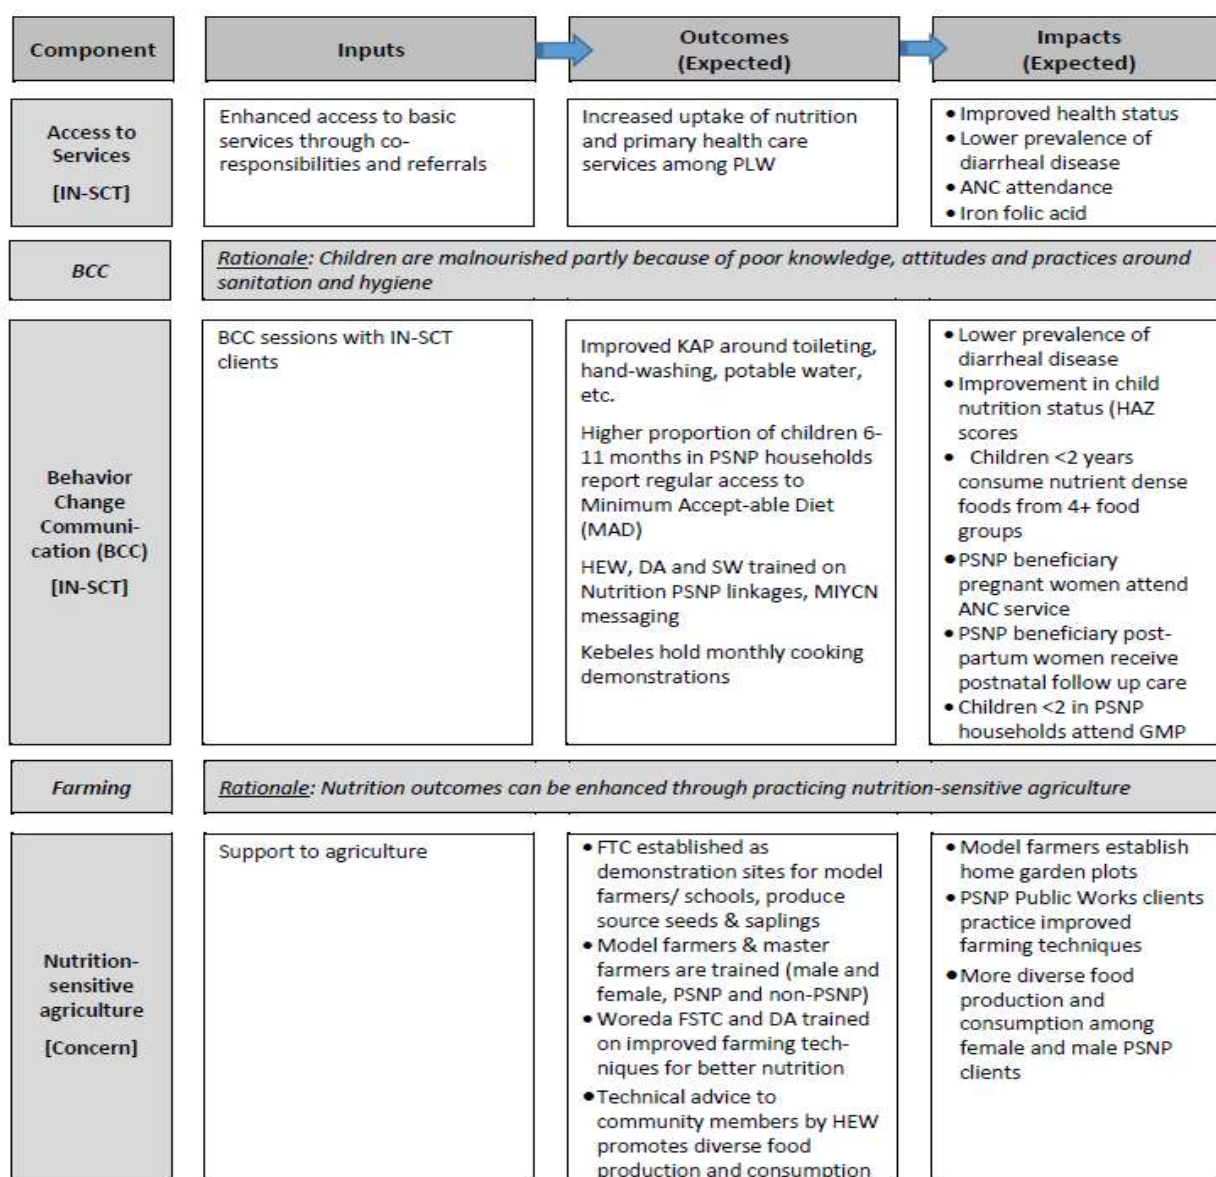 Component
Inputs
Outcomes
(Expected)
Impacts
(Expected)
Access to
Services
[IN-SCT]
Enhanced access to basic
services through co-
responsibilities and referrals
Increased uptake of nutrition
and primary health care
services among PLW
• Improved health status
• Lower prevalence of
diarrheal disease
• ANC attendance
• Iron folic acid
BCC
Rationale: Children are malnourished partly because of poor knowledge, attitudes and practices around
sanitation and hygiene
Behavior
Change
Communi-
cation (BCC)
[IN-SCT]
BCC sessions with IN-SCT
clients
Improved KAP around toileting,
hand-washing, potable water,
etc.
Higher proportion of children 6-
11 months in PSNP households
report regular access to
Minimum Accept-able Diet
(MAD)
HEW, DA and SW trained on
Nutrition PSNP linkages, MIYCN
messaging
Kebeles hold monthly cooking
demonstrations
• Lower prevalence of
diarrheal disease
• Improvement in child
nutrition status (HAZ
scores
• Children <2 years
consume nutrient dense
foods from 4+ food
groups
• PSNP beneficiary
pregnant women attend
ANC service
• PSNP beneficiary post-
partum women receive
postnatal follow up care
• Children <2 in PSNP
households attend GMP
Farming
Rationale: Nutrition outcomes can be enhanced through practicing nutrition-sensitive agriculture
Nutrition-
sensitive
agriculture
[Concern]
Support to agriculture
• FTC established as
demonstration sites for model
farmers/ schools, produce
source seeds & saplings
• Model farmers & master
farmers are trained (male and
female, PSNP and non-PSNP)
• Woreda FSTC and DA trained
on improved farming tech-
niques for better nutrition
• Technical advice to
community members by HEW
promotes diverse food
production and consumption
• Model farmers establish
home garden plots
• PSNP Public Works clients
practice improved
farming techniques
• More diverse food
production and
consumption among
female and male PSNP
clients